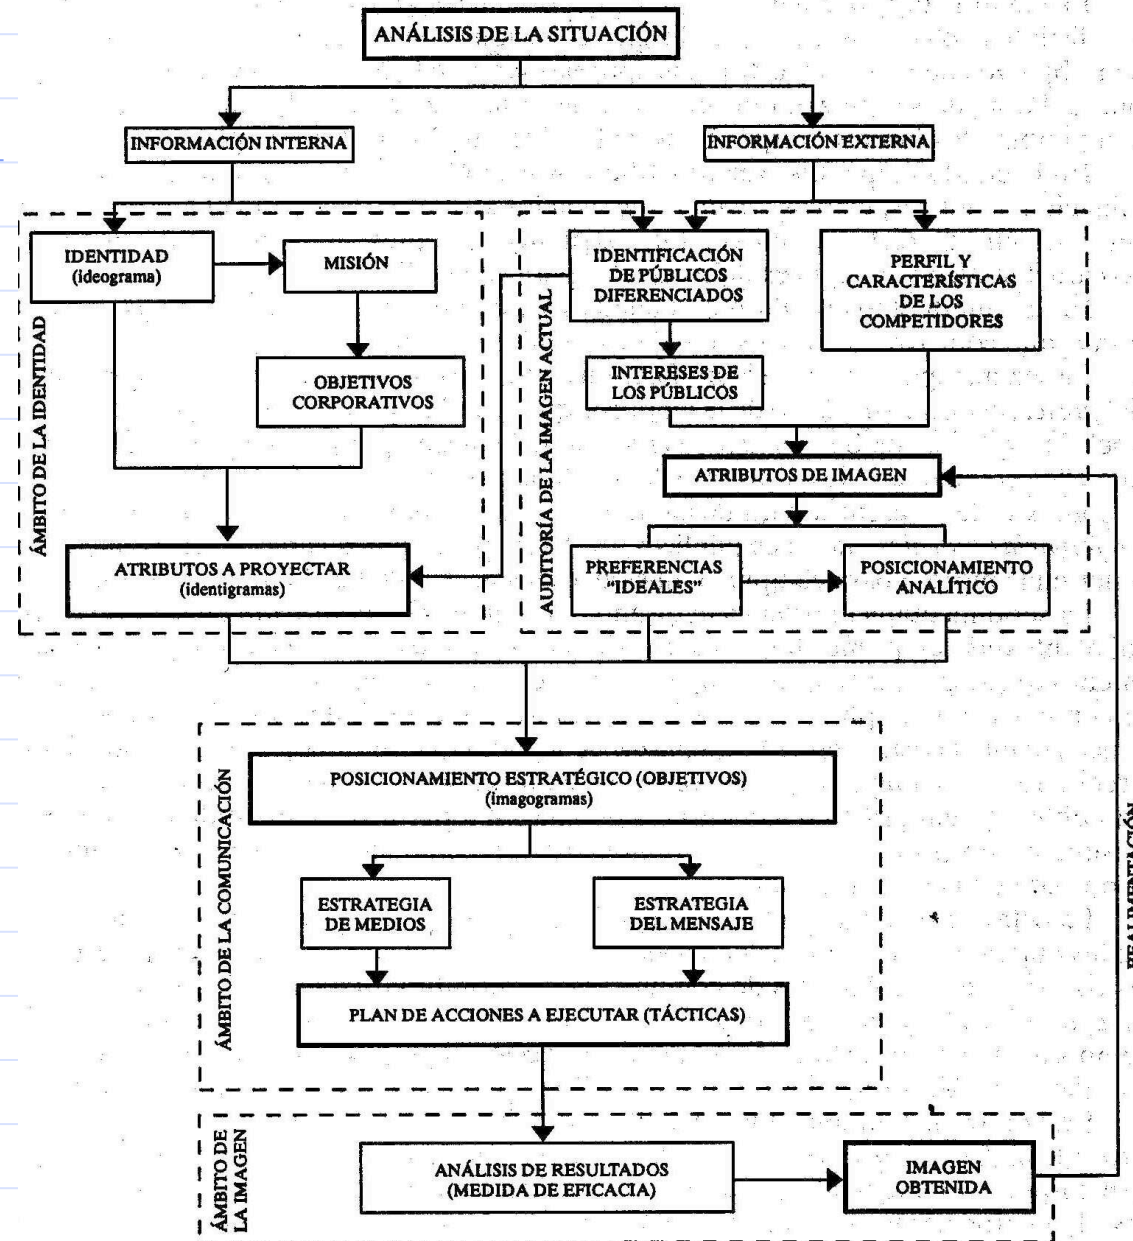 ANÁLISIS DE LA SITUACIÓN
INFORMACIÓN INTERNA
INFORMACIÓN EXTERNA
ÁMBITO DE LA IDENTIDAD
IDENTIDAD
(ideograma)
MISIÓN
OBJETIVOS
CORPORATIVOS
ATRIBUTOS A PROYECTAR
(identigramas)
AUDITORÍA DE LA IMAGEN ACTUAL
IDENTIFICACIÓN
DE PÚBLICOS
DIFERENCIADOS
PERFIL Y
CARACTERÍSTICAS
DE LOS
COMPETIDORES
INTERESES DE
LOS PÚBLICOS
ATRIBUTOS DE IMAGEN
PREFERENCIAS
“IDEALES”
POSICIONAMIENTO
ANALÍTICO
ÁMBITO DE LA COMUNICACIÓN
POSICIONAMIENTO ESTRATÉGICO (OBJETIVOS)
(imagogramas)
ESTRATEGIA
DE MEDIOS
ESTRATEGIA
DEL MENSAJE
PLAN DE ACCIONES A EJECUTAR (TÁCTICAS)
REALIMENTACIÓN
ÁMBITO DE
LA IMAGEN
ANÁLISIS DE RESULTADOS
(MEDIDA DE EFICACIA)
IMAGEN
OBTENIDA